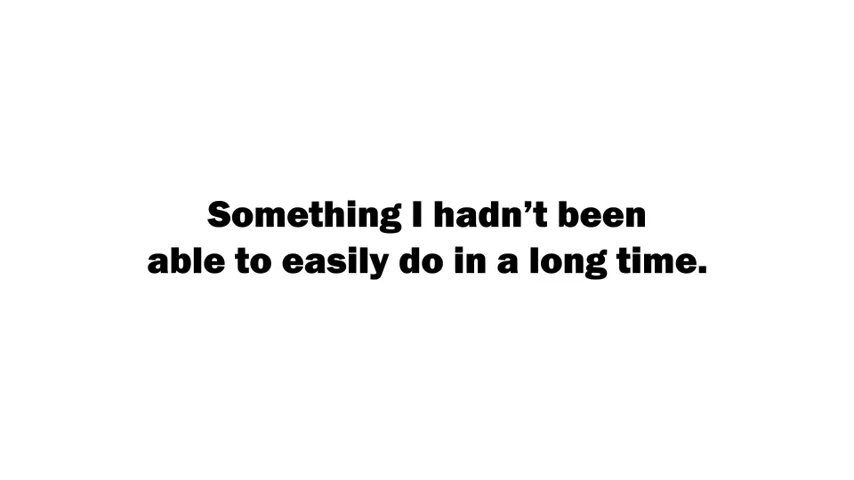 Something I hadn’t been
able to easily do in a long time.